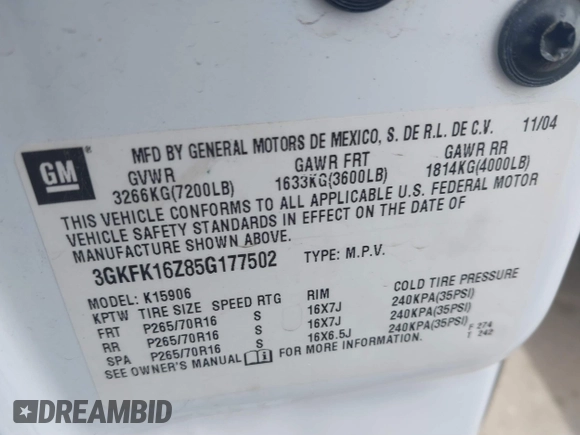 GM ®
MFD BY GENERAL MOTORS DE MEXICO, S. DE R.L. DE C.V. 11/04
GVWR GAWR FRT GAWR RR
3266KG(7200LB) 1633KG(3600LB) 1814KG(4000LB)
THIS VEHICLE CONFORMS TO ALL APPLICABLE U.S. FEDERAL MOTOR
VEHICLE SAFETY STANDARDS IN EFFECT ON THE DATE OF
MANUFACTURE SHOWN ABOVE.
3GKFK16Z85G177502 TYPE: M.P.V.
MODEL: K15906
KPTW TIRE SIZE SPEED RTG RIM COLD TIRE PRESSURE
FRT P265/70R16 S 16X7J 240KPA(35PSI)
RR P265/70R16 S 16X7J 240KPA(35PSI)
SPA P265/70R16 S 16X6.5J 240KPA(35PSI)
SEE OWNER'S MANUAL FOR MORE INFORMATION.
F 274
T 242
DREAMBID